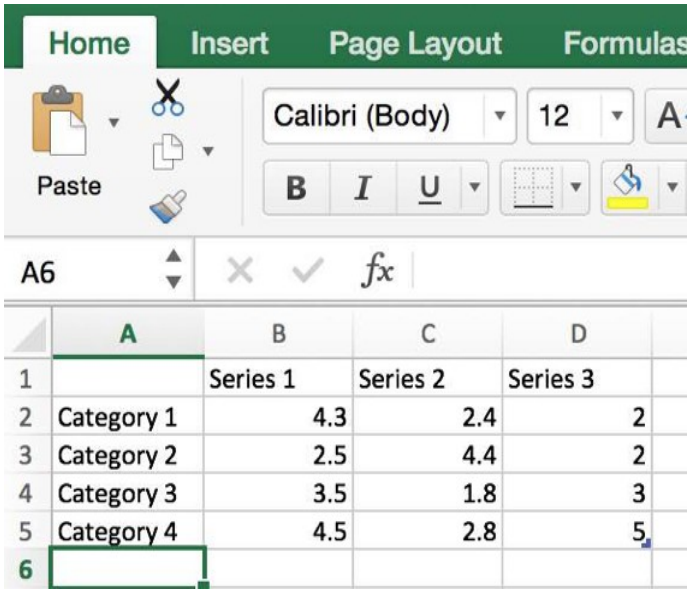 Home Insert Page Layout Formulas
Calibri (Body) 12 A
Paste B I U
A6 fx
A B C D
1 Series 1 Series 2 Series 3
2 Category 1 4.3 2.4 2
3 Category 2 2.5 4.4 2
4 Category 3 3.5 1.8 3
5 Category 4 4.5 2.8 5
6